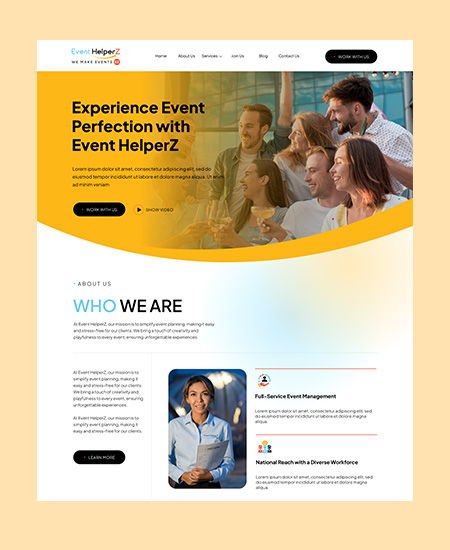 Event HelperZ
WE MAKE EVENTS EZ
Home About Us Services Join Us Blog Contact Us
WORK WITH US
Experience Event
Perfection with
Event HelperZ
Lorem ipsum dolor sit amet, consectetur adipiscing elit, sed do
eiusmod tempor incididunt ut labore et dolore magna aliqua. Ut enim
ad minim veniam
WORK WITH US
SHOW VIDEO
- ABOUT US
WHO WE ARE
At Event HelperZ, our mission is to simplify event planning, making it easy
and stress-free for our clients. We bring a touch of creativity and
playfulness to every event, ensuring unforgettable experiences.
At Event HelperZ, our mission is to
simplify event planning, making it
easy and stress-free for our clients.
We bring a touch of creativity and
playfulness to every event, ensuring
unforgettable experiences.
At Event HelperZ, our mission is to
simplify event planning, making it
easy and stress-free for our clients.
LEARN MORE
Full-Service Event Management
Lorem ipsum dolor sit amet, consectetur adipiscing elit, sed do
eiusmod tempor incididunt ut labore et dolore magna
aliqua.
National Reach with a Diverse Workforce
Lorem ipsum dolor sit amet, consectetur adipiscing elit, sed do
eiusmod tempor incididunt ut labore et dolore magna
aliqua.